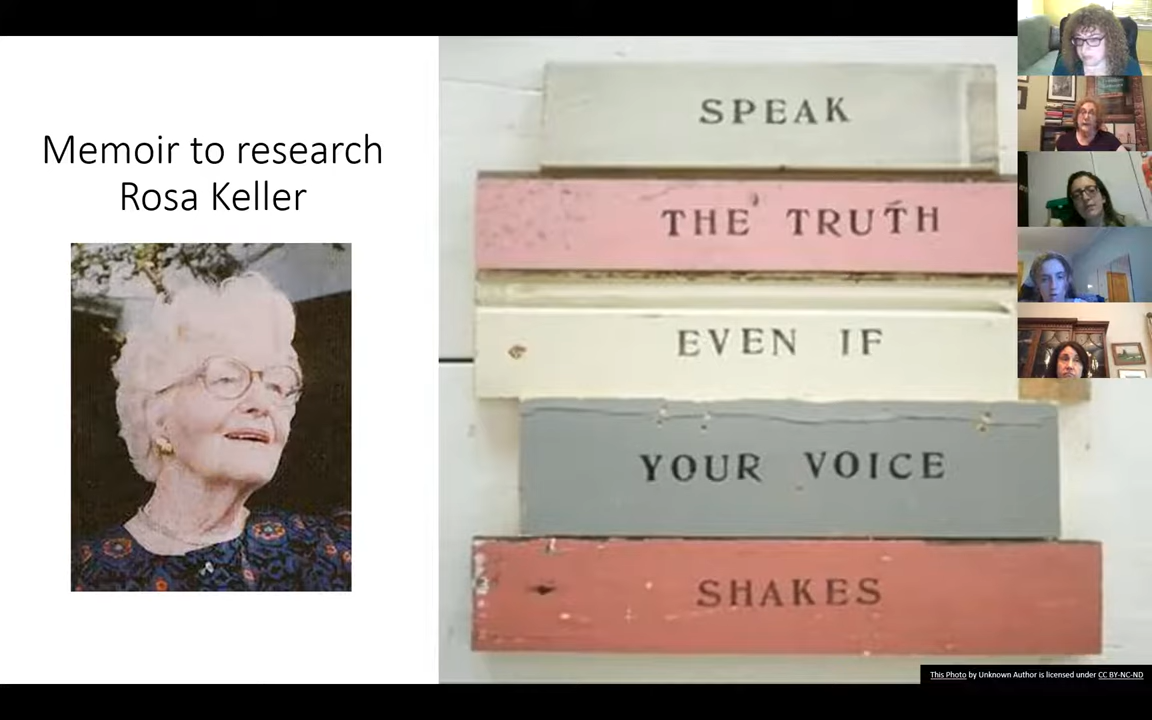 Memoir to research
Rosa Keller
SPEAK
THE TRUTH
EVEN IF
YOUR VOICE
SHAKES
This Photo by Unknown Author is licensed under CC BY-NC-ND